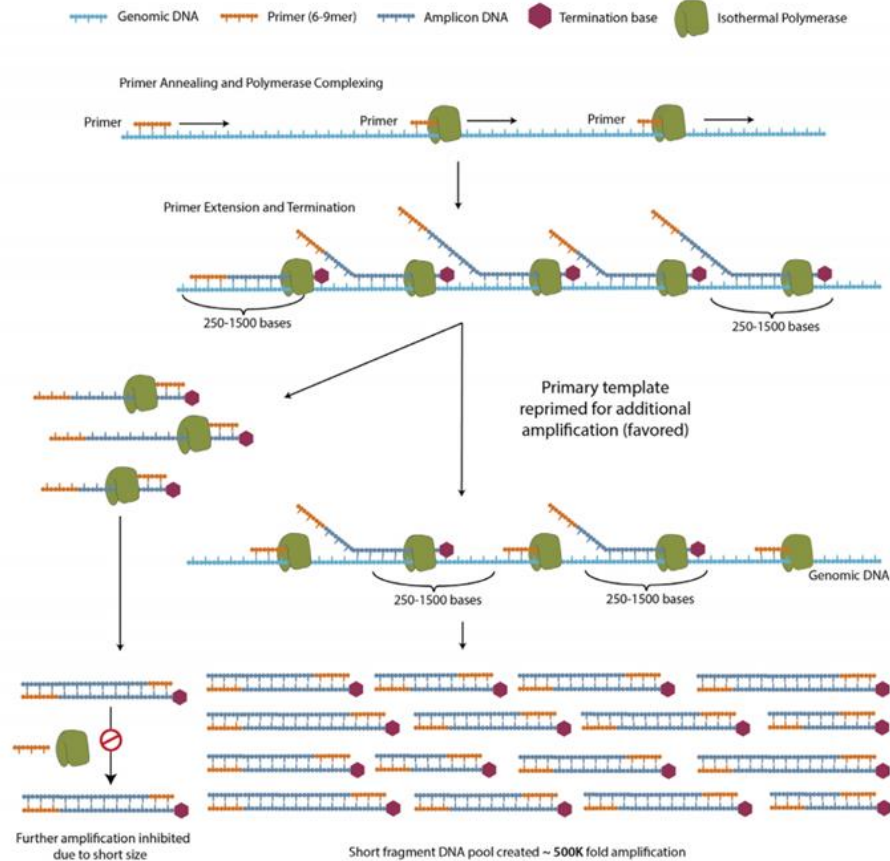 Genomic DNA
Primer (6-9mer)
Amplicon DNA
Termination base
Isothermal Polymerase
Primer Annealing and Polymerase Complexing
Primer
Primer
Primer
Primer Extension and Termination
250-1500 bases
250-1500 bases
Primary template
reprimed for additional
amplification (favored)
250-1500 bases
250-1500 bases
Genomic DNA
Further amplification inhibited
due to short size
Short fragment DNA pool created ~ 500K fold amplification